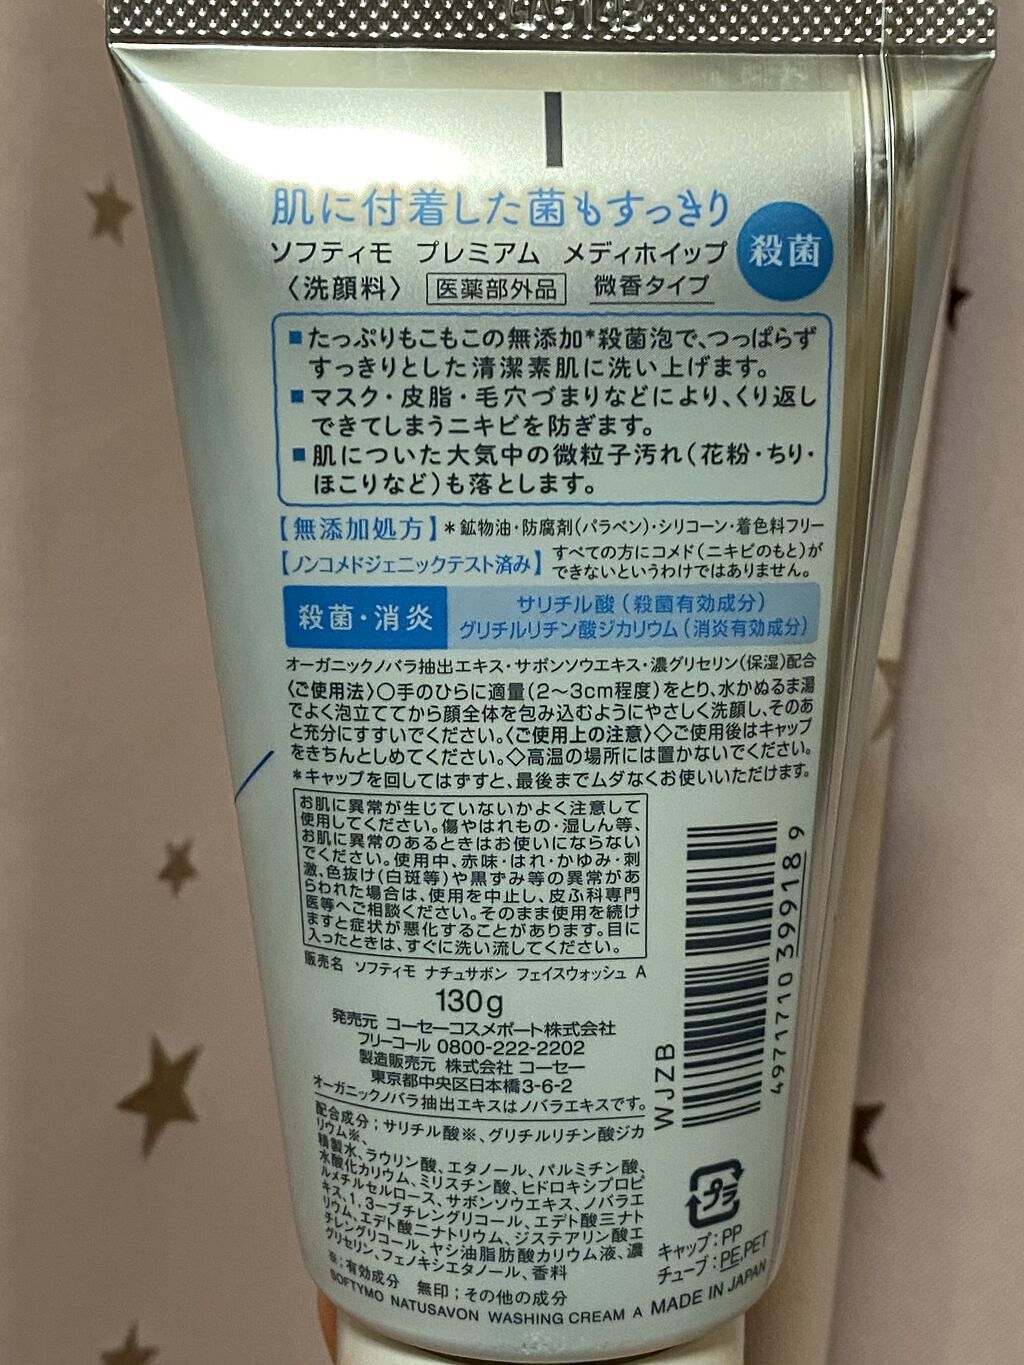 肌に付着した菌もすっきり
ソフティモ プレミアム メディホイップ
殺菌
〈洗顔料〉 医薬部外品 微香タイプ
■たっぷりもこもこの無添加*殺菌泡で、つっぱらず
すっきりとした清潔素肌に洗い上げます。
■マスク・皮脂・毛穴づまりなどにより、くり返し
できてしまうニキビを防ぎます。
■肌についた大気中の微粒子汚れ(花粉・ちり・
ほこりなど)も落とします。
【無添加処方】*鉱物油・防腐剤(パラベン)・シリコーン・着色料フリー
【ノンコメドジェニックテスト済み】すべての方にコメド(ニキビのもと)が
できないというわけではありません。
殺菌・消炎
サリチル酸(殺菌有効成分)
グリチルリチン酸ジカリウム(消炎有効成分)
オーガニックノバラ抽出エキス・サボンソウエキス・濃グリセリン(保湿)配合
〈ご使用法〉○手のひらに適量(2〜3cm程度)をとり、水かぬるま湯
でよく泡立ててから顔全体を包み込むようにやさしく洗顔し、そのあ
と充分にすすいでください。〈ご使用上の注意〉◇ご使用後はキャップ
をきちんとしめてください。◇高温の場所には置かないでください。
*キャップを回してはずすと、最後までムダなくお使いいただけます。
お肌に異常が生じていないかよく注意して
使用してください。傷やはれもの・湿しん等、
お肌に異常のあるときはお使いにならない
でください。使用中、赤味・はれ・かゆみ・刺
激、色抜け(白斑等)や黒ずみ等の異常があ
らわれた場合は、使用を中止し、皮ふ科専門
医等へご相談ください。そのまま使用を続け
ますと症状が悪化することがあります。目に
入ったときは、すぐに洗い流してください。
販売名 ソフティモ ナチュサボン フェイスウォッシュ A
130g
発売元 コーセーコスメポート株式会社
フリーコール 0800-222-2202
製造販売元 株式会社 コーセー
東京都中央区日本橋3-6-2
オーガニックノバラ抽出エキスはノバラエキスです。
配合成分;サリチル酸※、グリチルリチン酸ジカ
リウム※、
精製水、ラウリン酸、エタノール、パルミチン酸、
水酸化カリウム、ミリスチン酸、ヒドロキシプロピ
ルメチルセルロース、サボンソウエキス、ノバラエ
キス、1,3-ブチレングリコール、エデト酸三ナト
リウム、エデト酸二ナトリウム、ジステアリン酸エ
チレングリコール、ヤシ油脂肪酸カリウム液、濃
グリセリン、フェノキシエタノール、香料
※;有効成分 無印;その他の成分
SOFTYMO NATUSAVON WASHING CREAM A MADE IN JAPAN
WJZB
4971710 399189
プラ
キャップ:PP
チューブ:PE,PET